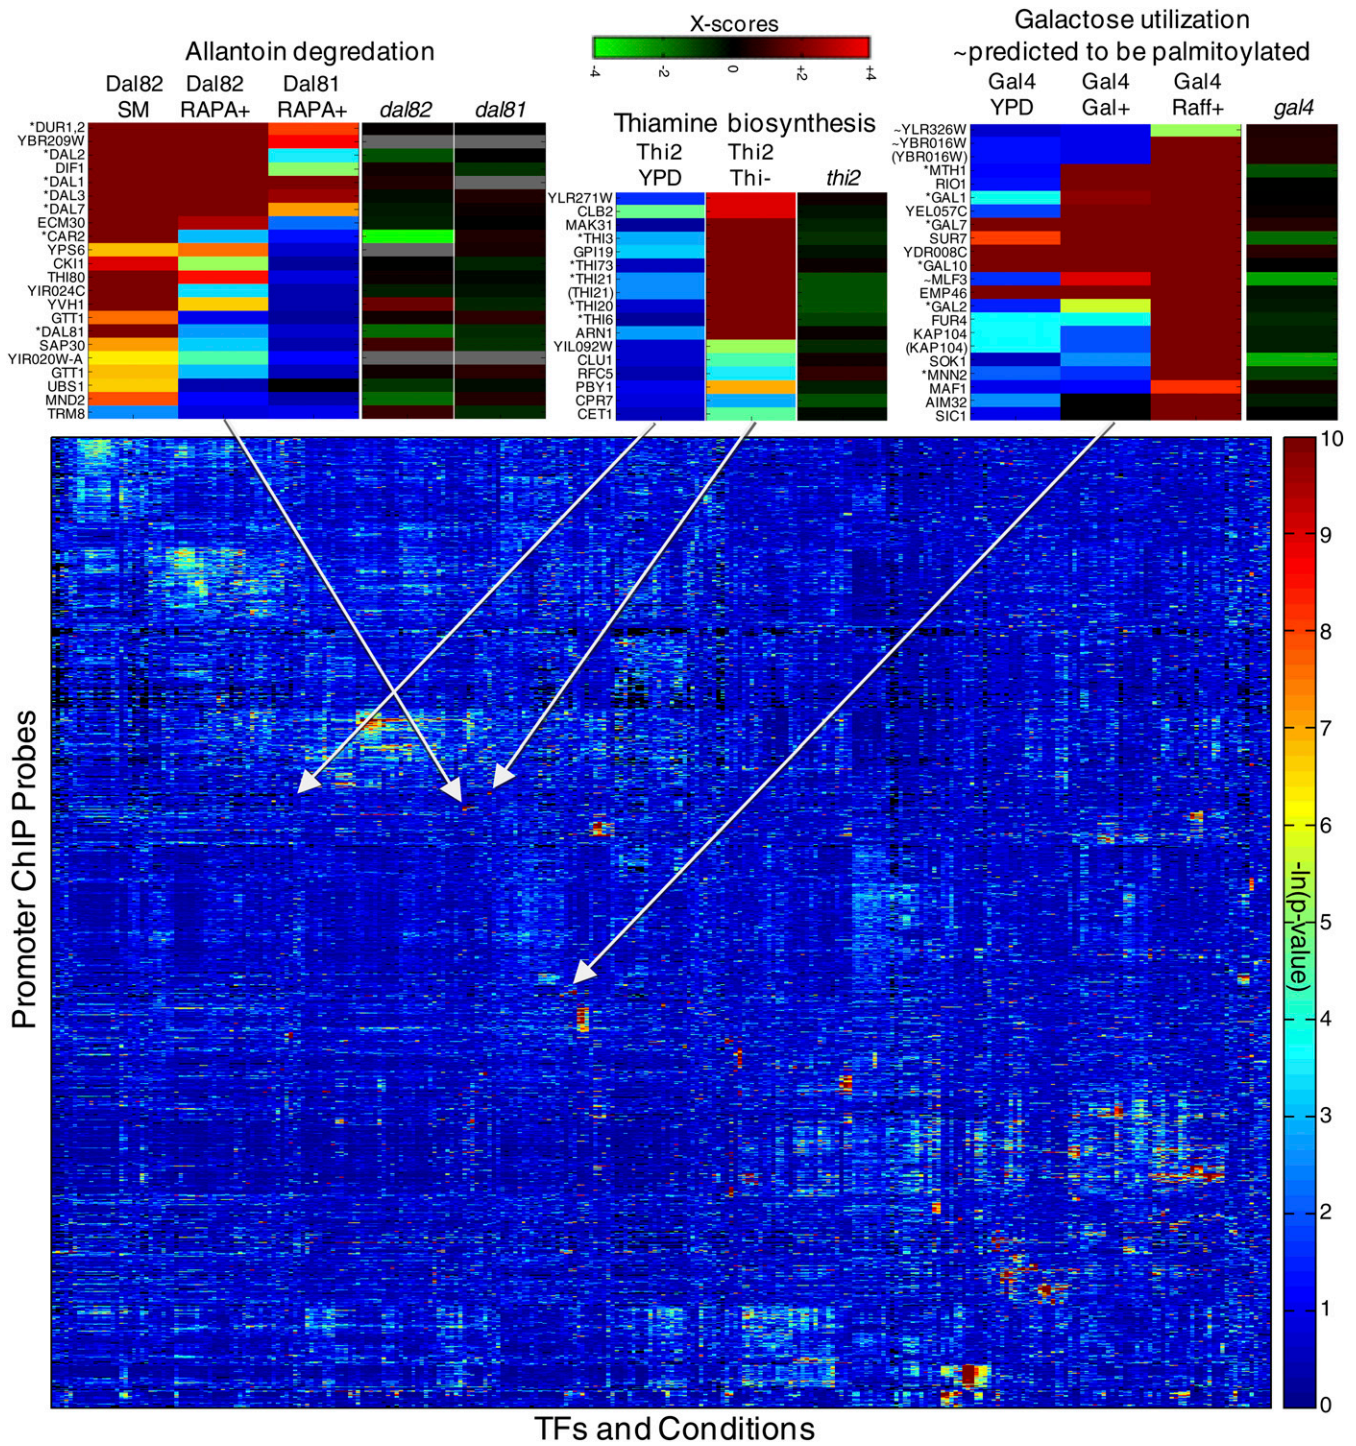 X-scores
-4
-2
0
+2
+4
Allantoin degredation
Dal82 Dal82 Dal81
SM RAPA+ RAPA+ dal82 dal81
*DUR1,2
YBR209W
*DAL2
DIF1
*DAL1
*DAL3
*DAL7
ECM30
*CAR2
YPS6
CKI1
THI80
YIR024C
YVH1
GTT1
*DAL81
SAP30
YIR020W-A
GTT1
UBS1
MND2
TRM8
Thiamine biosynthesis
Thi2 Thi2
YPD Thi- thi2
YLR271W
CLB2
MAK31
*THI3
GPI19
*THI73
*THI21
(THI21)
*THI20
*THI6
ARN1
YIL092W
CLU1
RFC5
PBY1
CPR7
CET1
Galactose utilization
~predicted to be palmitoylated
Gal4 Gal4 Gal4
YPD Gal+ Raff+ gal4
~YLR326W
~YBR016W
(YBR016W)
*MTH1
RIO1
*GAL1
YEL057C
*GAL7
SUR7
YDR008C
*GAL10
~MLF3
EMP46
*GAL2
FUR4
KAP104
(KAP104)
SOK1
*MNN2
MAF1
AIM32
SIC1
Promoter ChIP Probes
TFs and Conditions
10
9
8
7
6
5
4
3
2
1
0
-ln(p-value)